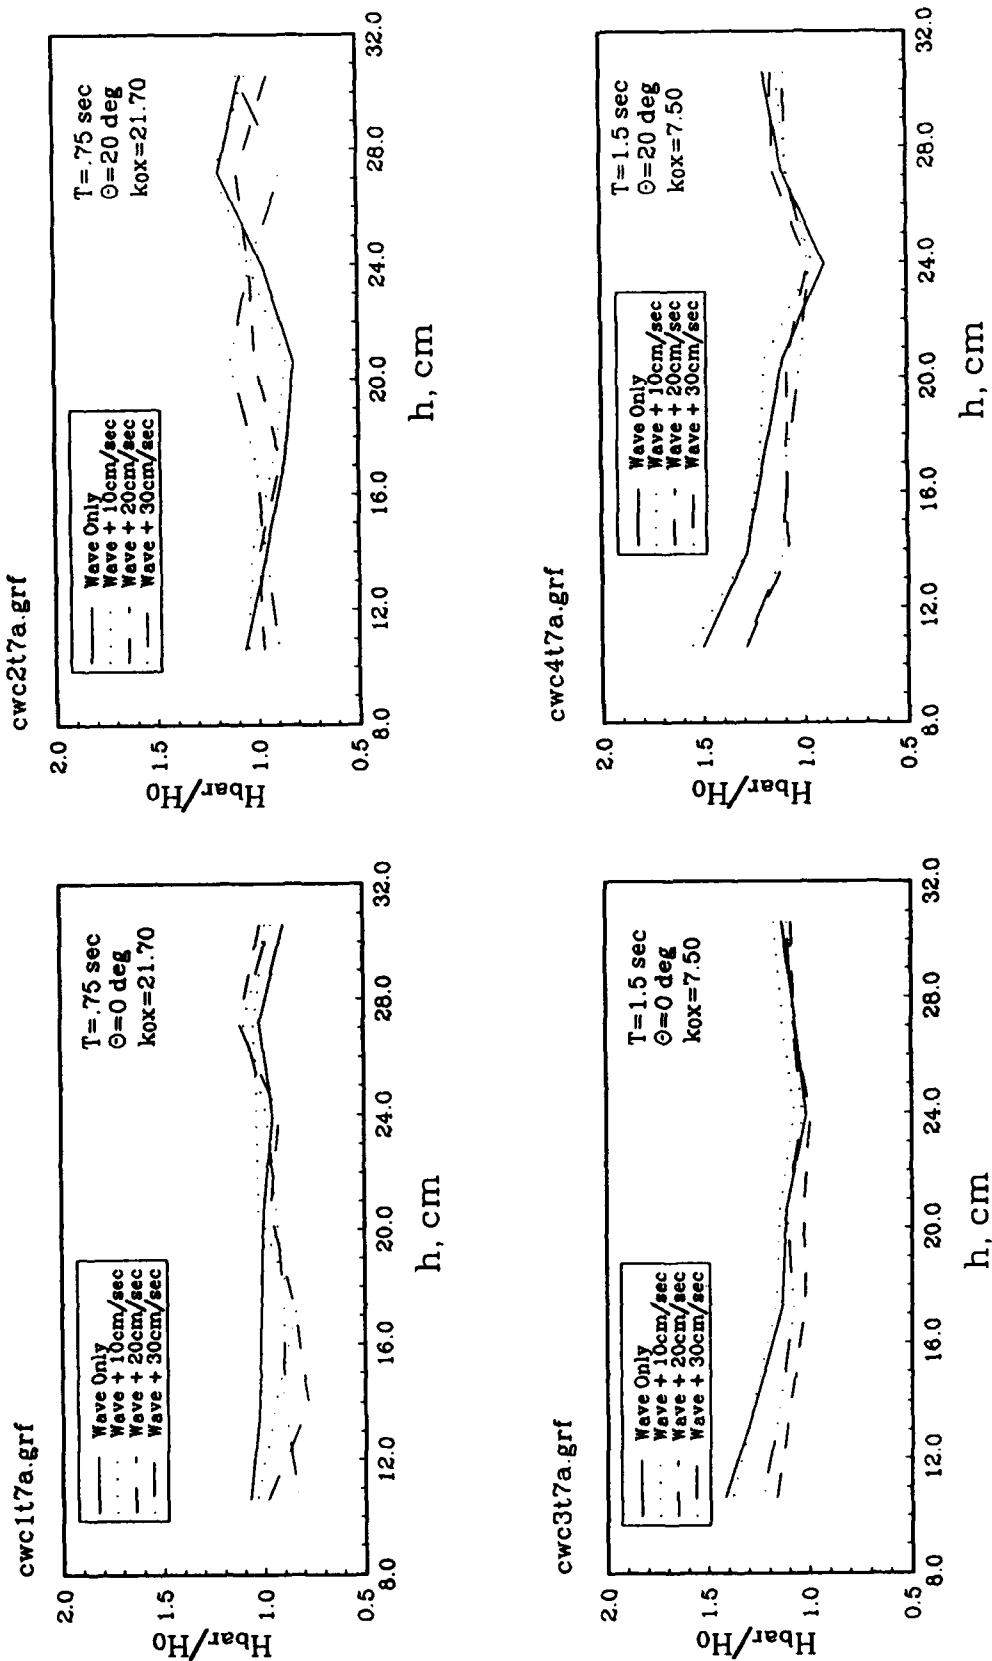 cwc1t7a.grf
Wave Only
Wave + 10cm/sec
Wave + 20cm/sec
Wave + 30cm/sec
T=.75 sec
Θ=0 deg
kox=21.70
Hbar/Ho
2.0
1.5
1.0
0.5
8.0 12.0 16.0 20.0 24.0 28.0 32.0
h, cm
cwc2t7a.grf
Wave Only
Wave + 10cm/sec
Wave + 20cm/sec
Wave + 30cm/sec
T=.75 sec
Θ=20 deg
kox=21.70
Hbar/Ho
2.0
1.5
1.0
0.5
8.0 12.0 16.0 20.0 24.0 28.0 32.0
h, cm
cwc3t7a.grf
Wave Only
Wave + 10cm/sec
Wave + 20cm/sec
Wave + 30cm/sec
T=1.5 sec
Θ=0 deg
kox=7.50
Hbar/Ho
2.0
1.5
1.0
0.5
8.0 12.0 16.0 20.0 24.0 28.0 32.0
h, cm
cwc4t7a.grf
Wave Only
Wave + 10cm/sec
Wave + 20cm/sec
Wave + 30cm/sec
T=1.5 sec
Θ=20 deg
kox=7.50
Hbar/Ho
2.0
1.5
1.0
0.5
8.0 12.0 16.0 20.0 24.0 28.0 32.0
h, cm